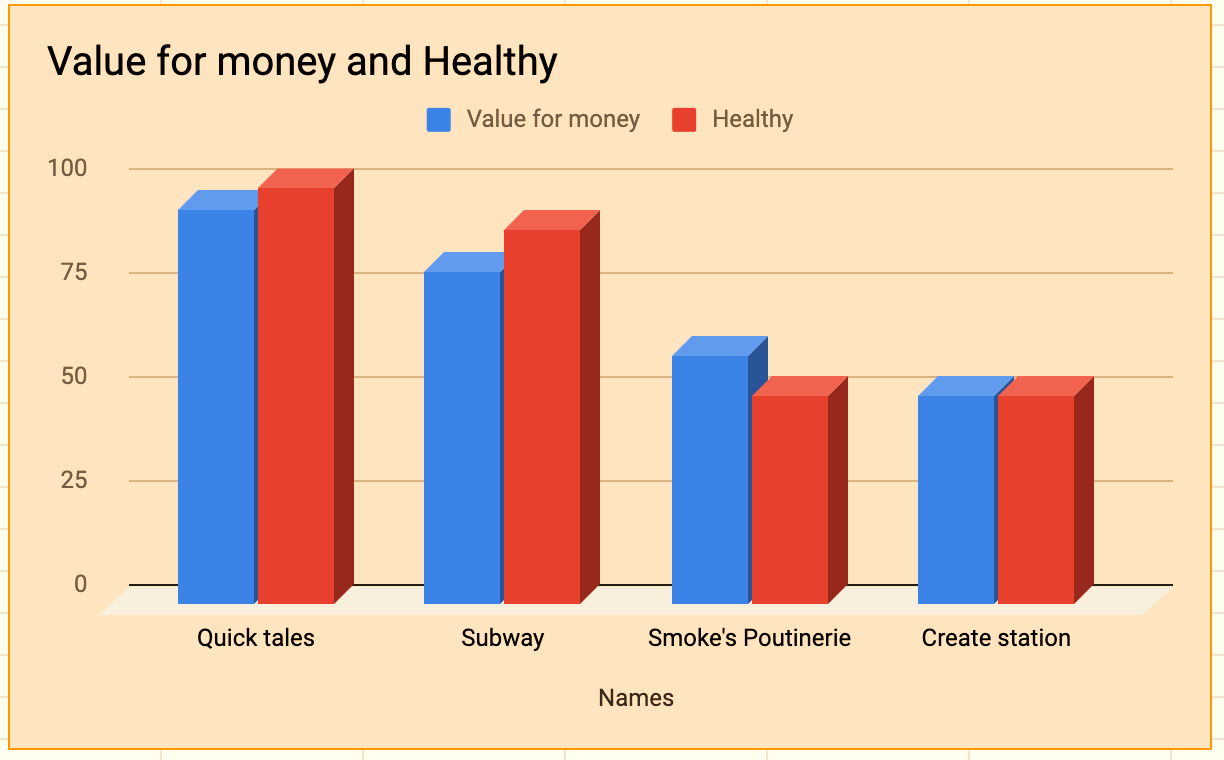 Value for money and Healthy
Value for money Healthy
100
75
50
25
0
Quick tales Subway Smoke's Poutinerie Create station
Names